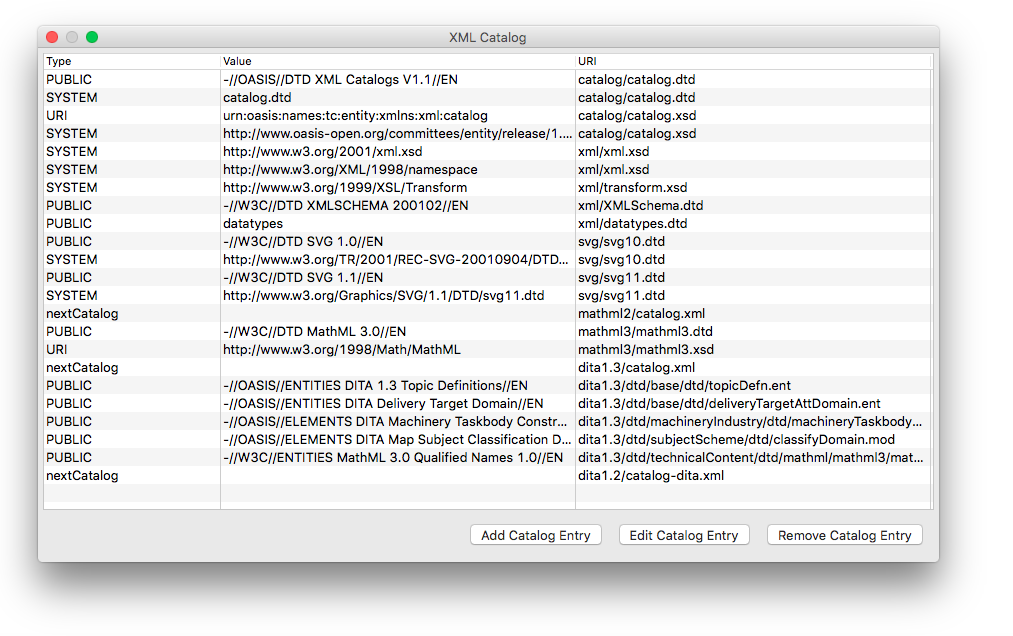 XML Catalog
Type Value URI
PUBLIC -//OASIS//DTD XML Catalogs V1.1//EN catalog/catalog.dtd
SYSTEM catalog.dtd catalog/catalog.dtd
URI urn:oasis:names:tc:entity:xmlns:xml:catalog catalog/catalog.xsd
SYSTEM http://www.oasis-open.org/committees/entity/release/1.... catalog/catalog.xsd
SYSTEM http://www.w3.org/2001/xml.xsd xml/xml.xsd
SYSTEM http://www.w3.org/XML/1998/namespace xml/xml.xsd
SYSTEM http://www.w3.org/1999/XSL/Transform xml/transform.xsd
PUBLIC -//W3C//DTD XMLSCHEMA 200102//EN xml/XMLSchema.dtd
PUBLIC datatypes xml/datatypes.dtd
PUBLIC -//W3C//DTD SVG 1.0//EN svg/svg10.dtd
SYSTEM http://www.w3.org/TR/2001/REC-SVG-20010904/DTD... svg/svg10.dtd
PUBLIC -//W3C//DTD SVG 1.1//EN svg/svg11.dtd
SYSTEM http://www.w3.org/Graphics/SVG/1.1/DTD/svg11.dtd svg/svg11.dtd
nextCatalog mathml2/catalog.xml
PUBLIC -//W3C//DTD MathML 3.0//EN mathml3/mathml3.dtd
URI http://www.w3.org/1998/Math/MathML mathml3/mathml3.xsd
nextCatalog dita1.3/catalog.xml
PUBLIC -//OASIS//ENTITIES DITA 1.3 Topic Definitions//EN dita1.3/dtd/base/dtd/topicDefn.ent
PUBLIC -//OASIS//ENTITIES DITA Delivery Target Domain//EN dita1.3/dtd/base/dtd/deliveryTargetAttDomain.ent
PUBLIC -//OASIS//ELEMENTS DITA Machinery Taskbody Constr... dita1.3/dtd/machineryIndustry/dtd/machineryTaskbody...
PUBLIC -//OASIS//ELEMENTS DITA Map Subject Classification D... dita1.3/dtd/subjectScheme/dtd/classifyDomain.mod
PUBLIC -//W3C//ENTITIES MathML 3.0 Qualified Names 1.0//EN dita1.3/dtd/technicalContent/dtd/mathml/mathml3/mat...
nextCatalog dita1.2/catalog-dita.xml
Add Catalog Entry Edit Catalog Entry Remove Catalog Entry